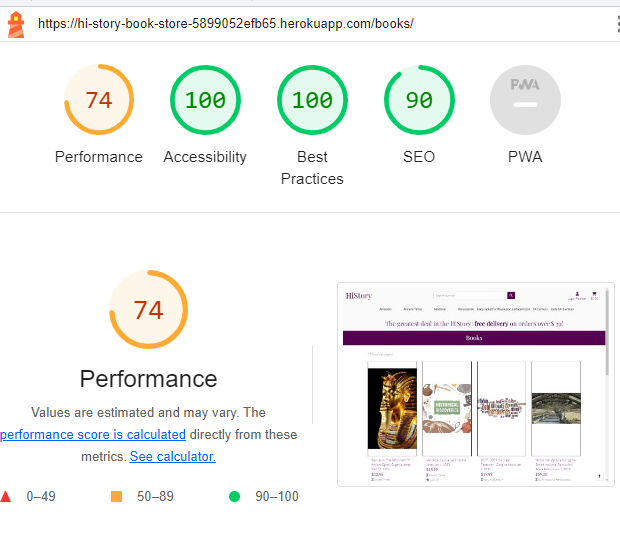 https://hi-story-book-store-5899052efb65.herokuapp.com/books/
74
100
100
90
PWA
Performance
Accessibility
Best
Practices
SEO
PWA
74
Performance
Values are estimated and may vary. The
performance score is calculated directly from these
metrics. See calculator.
0–49
50–89
90–100
HiStory
The greatest deal in the HiStory: free delivery on orders over $ 39!
Books
HISTORICAL
DISCOVERIES